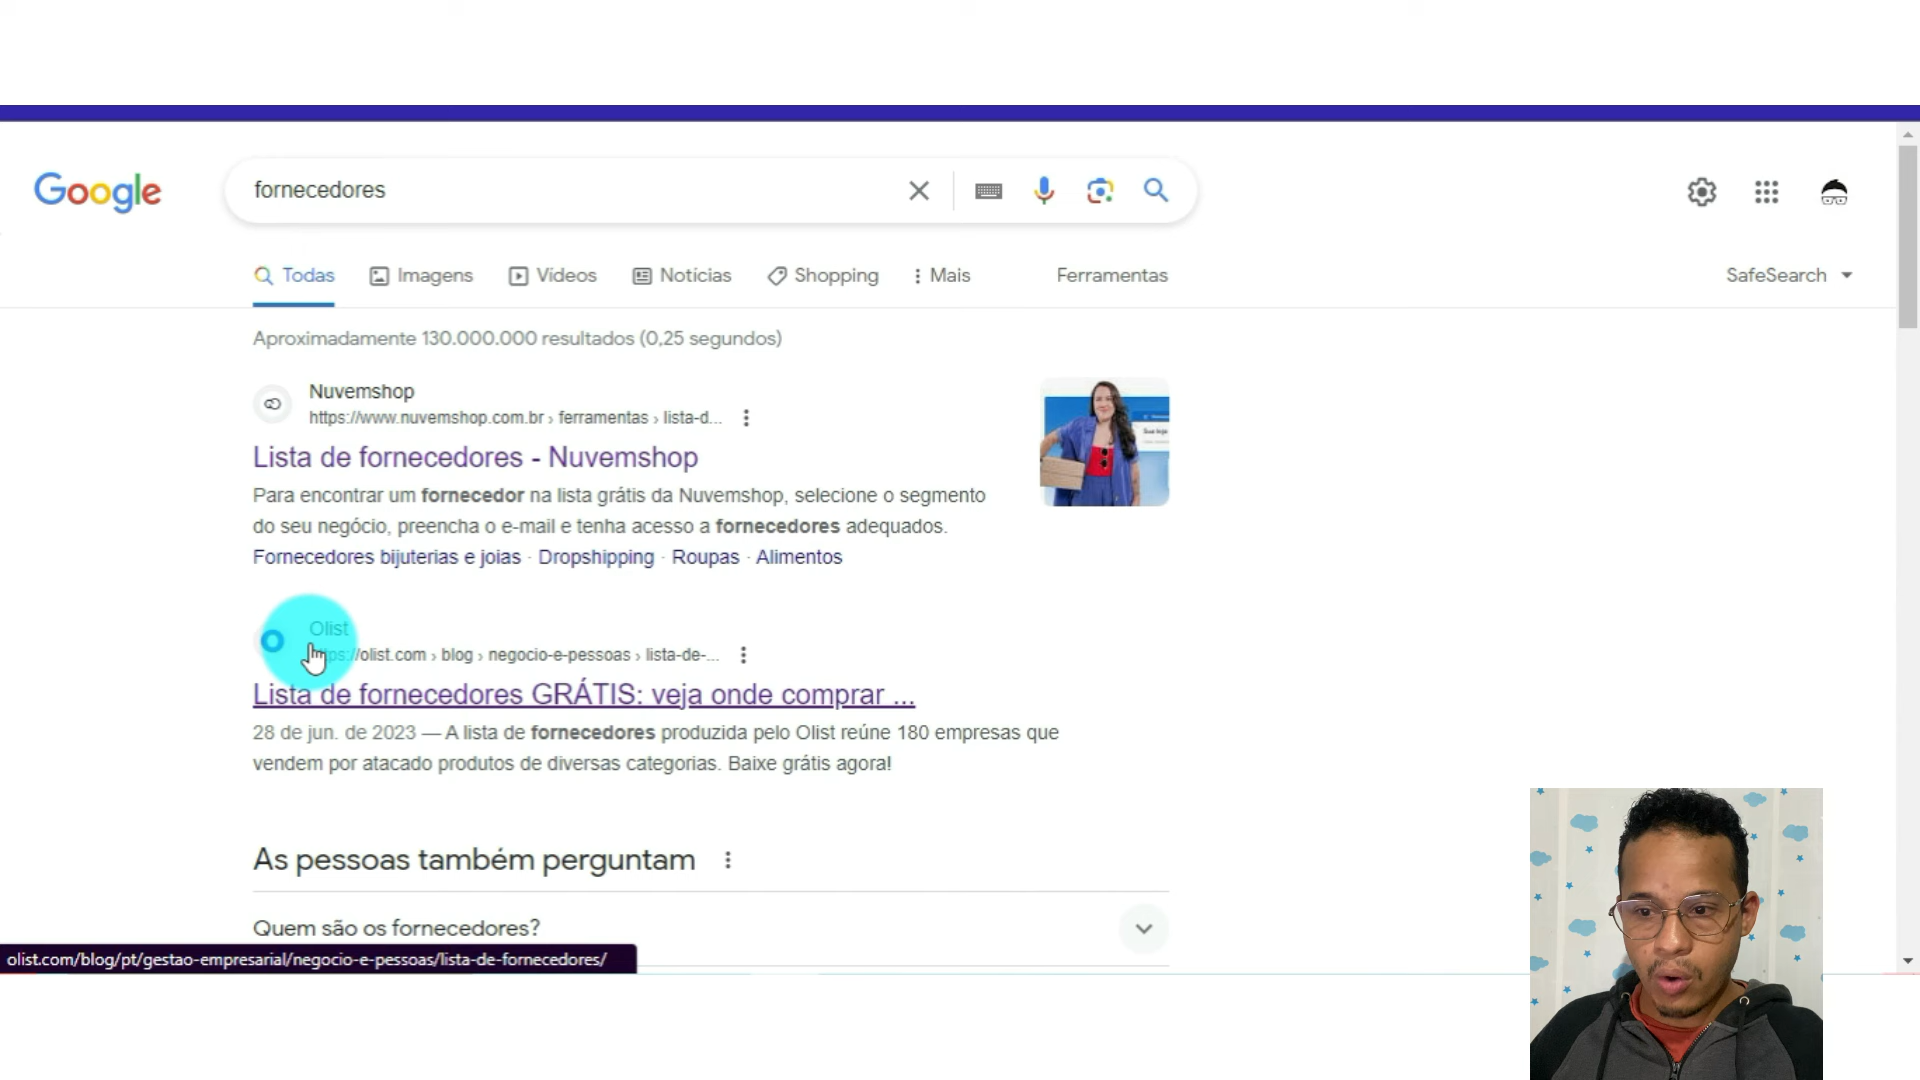 Google
fornecedores
Todas
Imagens
Vídeos
Notícias
Shopping
Mais
Ferramentas
SafeSearch
Aproximadamente 130.000.000 resultados (0,25 segundos)
Nuvemshop
https://www.nuvemshop.com.br › ferramentas › lista-d...
Lista de fornecedores - Nuvemshop
Para encontrar um fornecedor na lista grátis da Nuvemshop, selecione o segmento
do seu negócio, preencha o e-mail e tenha acesso a fornecedores adequados.
Fornecedores bijuterias e joias · Dropshipping · Roupas · Alimentos
Olist
://olist.com › blog › negocio-e-pessoas › lista-de-...
Lista de fornecedores GRÁTIS: veja onde comprar ...
28 de jun. de 2023 — A lista de fornecedores produzida pelo Olist reúne 180 empresas que
vendem por atacado produtos de diversas categorias. Baixe grátis agora!
As pessoas também perguntam
Quem são os fornecedores?
olist.com/blog/pt/gestao-empresarial/negocio-e-pessoas/lista-de-fornecedores/